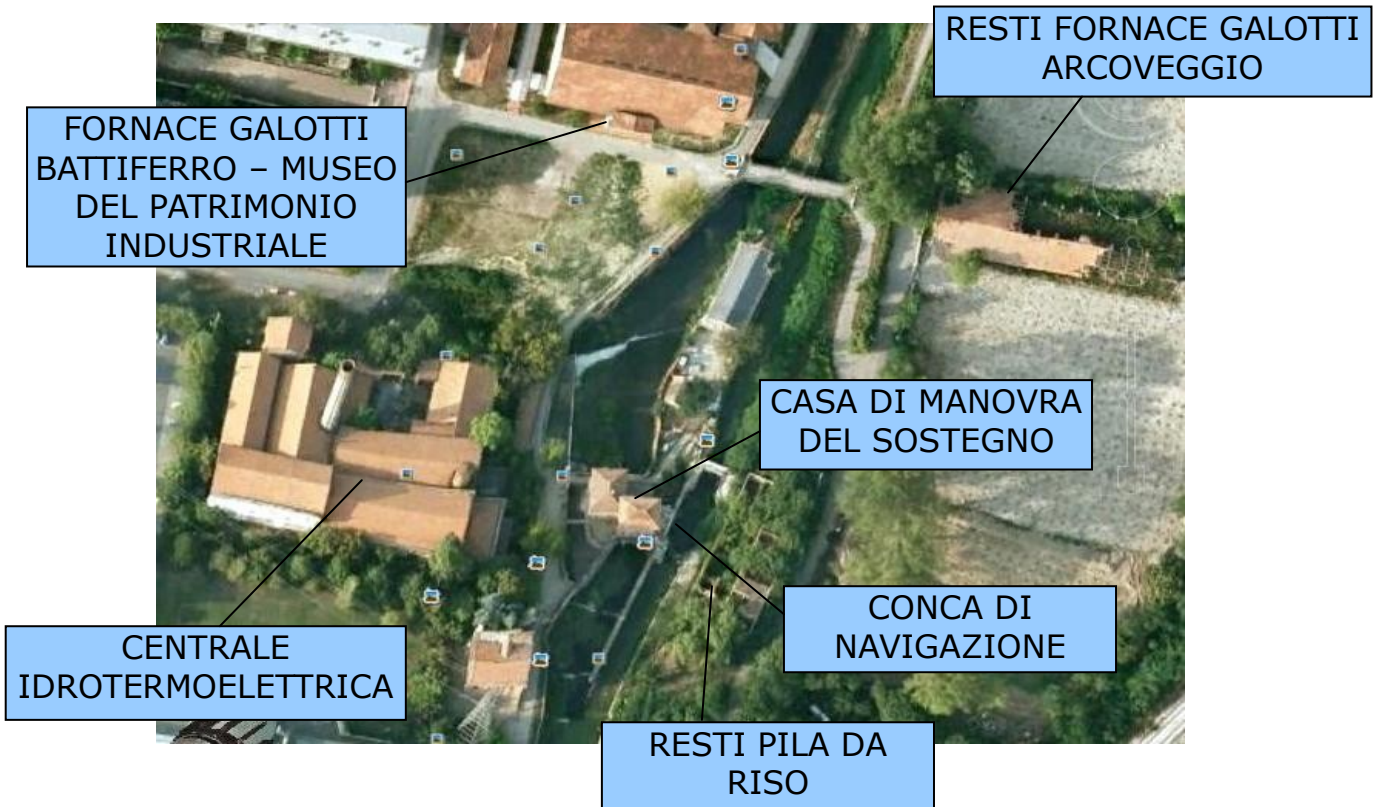 RESTI FORNACE GALOTTI
ARCOVEGGIO
FORNACE GALOTTI
BATTIFERRO – MUSEO
DEL PATRIMONIO
INDUSTRIALE
CASA DI MANOVRA
DEL SOSTEGNO
CONCA DI
NAVIGAZIONE
CENTRALE
IDROTERMOELETTRICA
RESTI PILA DA
RISO